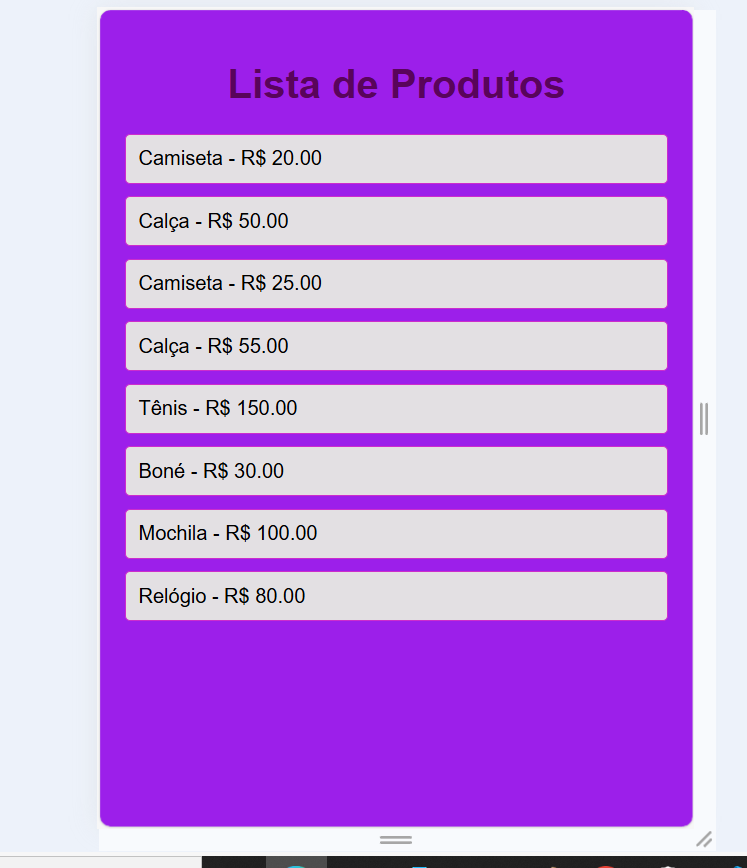 Lista de Produtos
Camiseta - R$ 20.00
Calça - R$ 50.00
Camiseta - R$ 25.00
Calça - R$ 55.00
Tênis - R$ 150.00
Boné - R$ 30.00
Mochila - R$ 100.00
Relógio - R$ 80.00